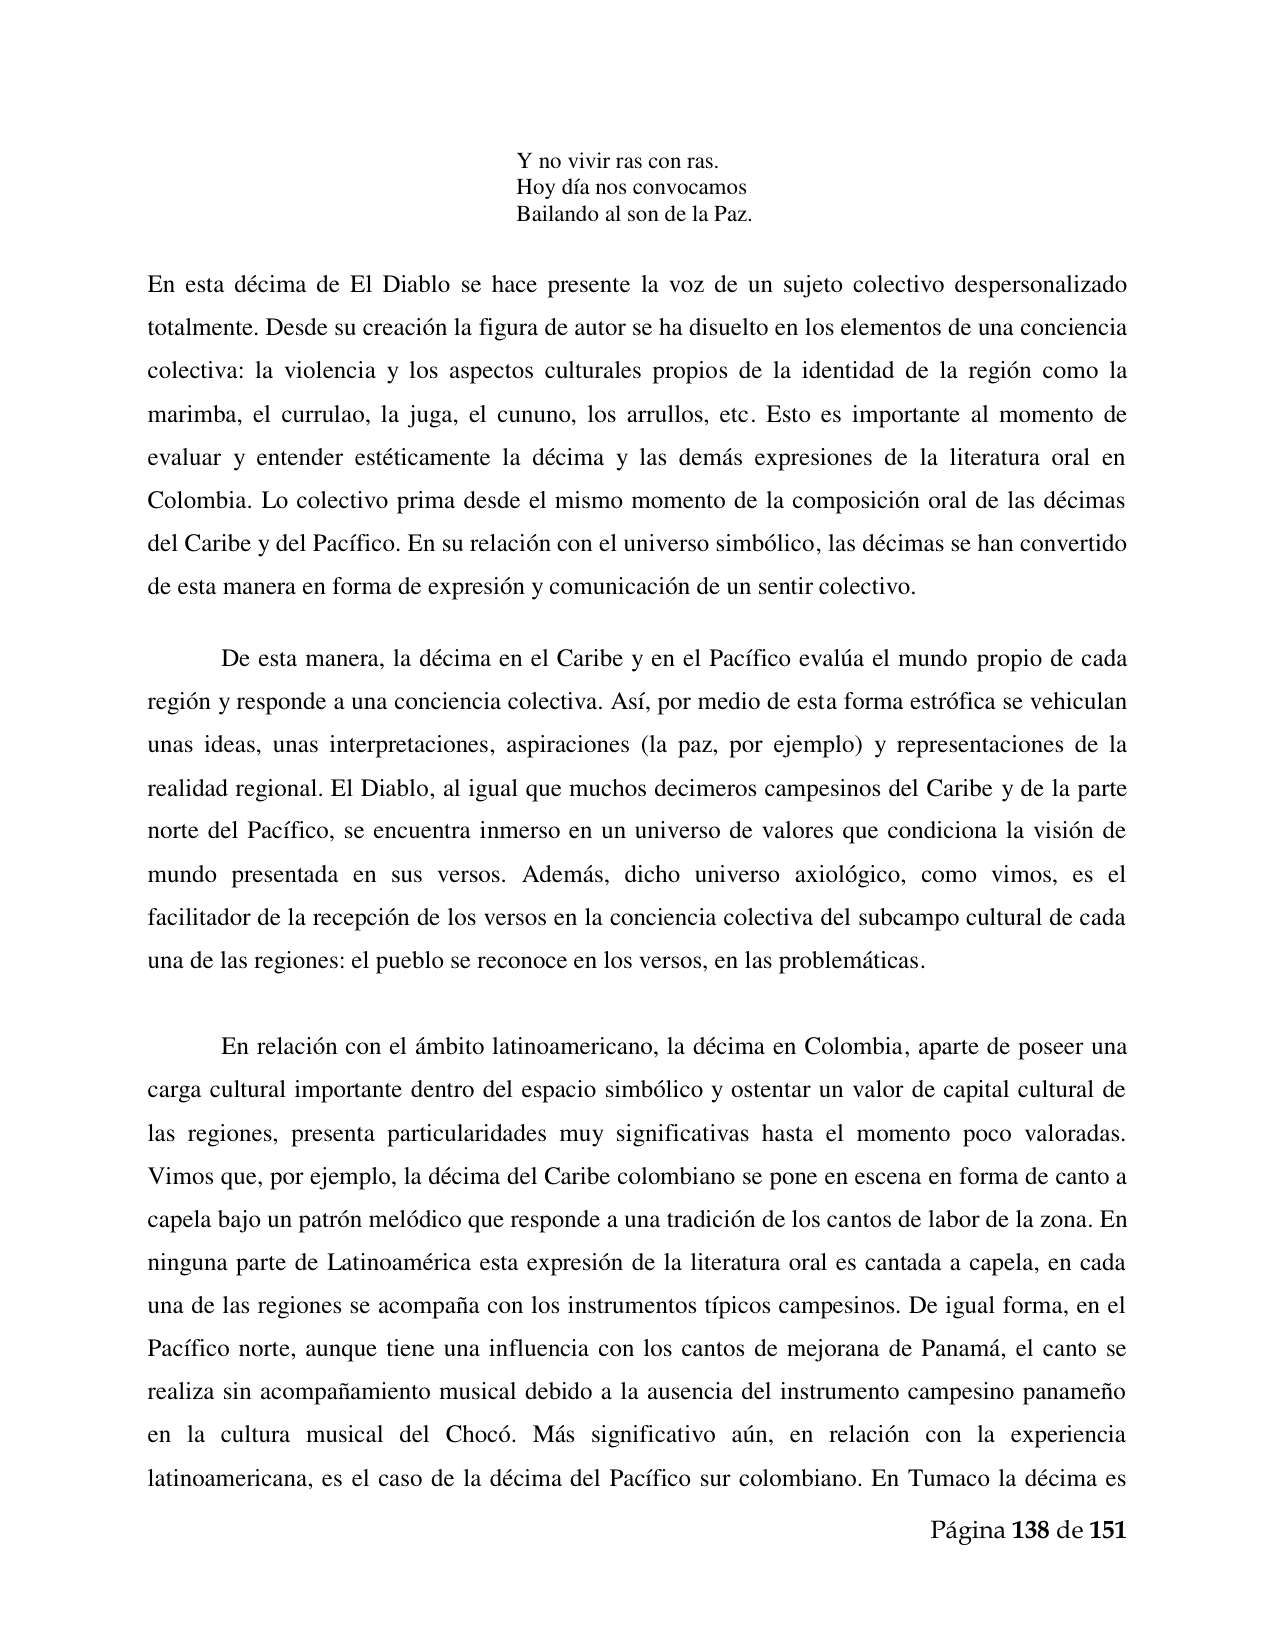 Y no vivir ras con ras.
Hoy día nos convocamos
Bailando al son de la Paz.
En esta décima de El Diablo se hace presente la voz de un sujeto colectivo despersonalizado
totalmente. Desde su creación la figura de autor se ha disuelto en los elementos de una conciencia
colectiva: la violencia y los aspectos culturales propios de la identidad de la región como la
marimba, el currulao, la juga, el cununo, los arrullos, etc. Esto es importante al momento de
evaluar y entender estéticamente la décima y las demás expresiones de la literatura oral en
Colombia. Lo colectivo prima desde el mismo momento de la composición oral de las décimas
del Caribe y del Pacífico. En su relación con el universo simbólico, las décimas se han convertido
de esta manera en forma de expresión y comunicación de un sentir colectivo.
De esta manera, la décima en el Caribe y en el Pacífico evalúa el mundo propio de cada
región y responde a una conciencia colectiva. Así, por medio de esta forma estrófica se vehiculan
unas ideas, unas interpretaciones, aspiraciones (la paz, por ejemplo) y representaciones de la
realidad regional. El Diablo, al igual que muchos decimeros campesinos del Caribe y de la parte
norte del Pacífico, se encuentra inmerso en un universo de valores que condiciona la visión de
mundo presentada en sus versos. Además, dicho universo axiológico, como vimos, es el
facilitador de la recepción de los versos en la conciencia colectiva del subcampo cultural de cada
una de las regiones: el pueblo se reconoce en los versos, en las problemáticas.
En relación con el ámbito latinoamericano, la décima en Colombia, aparte de poseer una
carga cultural importante dentro del espacio simbólico y ostentar un valor de capital cultural de
las regiones, presenta particularidades muy significativas hasta el momento poco valoradas.
Vimos que, por ejemplo, la décima del Caribe colombiano se pone en escena en forma de canto a
capela bajo un patrón melódico que responde a una tradición de los cantos de labor de la zona. En
ninguna parte de Latinoamérica esta expresión de la literatura oral es cantada a capela, en cada
una de las regiones se acompaña con los instrumentos típicos campesinos. De igual forma, en el
Pacífico norte, aunque tiene una influencia con los cantos de mejorana de Panamá, el canto se
realiza sin acompañamiento musical debido a la ausencia del instrumento campesino panameño
en la cultura musical del Chocó. Más significativo aún, en relación con la experiencia
latinoamericana, es el caso de la décima del Pacífico sur colombiano. En Tumaco la décima es
Página 138 de 151